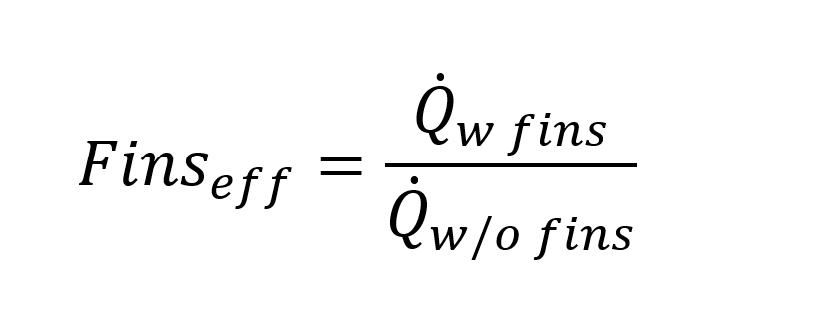 Fins_eff = Q̇_w fins / Q̇_w/o fins